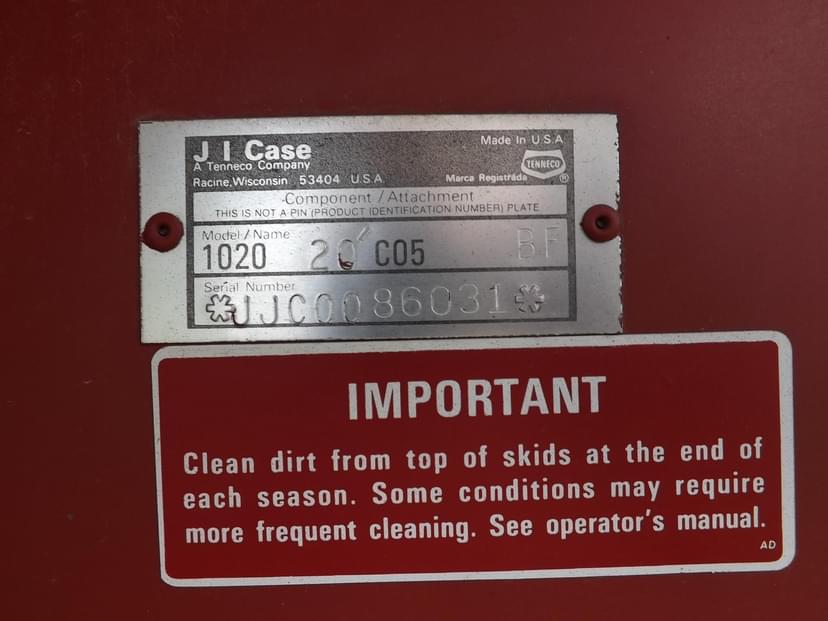 J I Case
A Tenneco Company
Racine, Wisconsin 53404 U.S.A.
Made In U.S.A
TENNECO
Marca Registrada ®
Component / Attachment
THIS IS NOT A PIN (PRODUCT IDENTIFICATION NUMBER) PLATE
Model / Name
1020 20' C05 BF
Serial Number
*JJC0086031*
IMPORTANT
Clean dirt from top of skids at the end of
each season. Some conditions may require
more frequent cleaning. See operator's manual.
AD